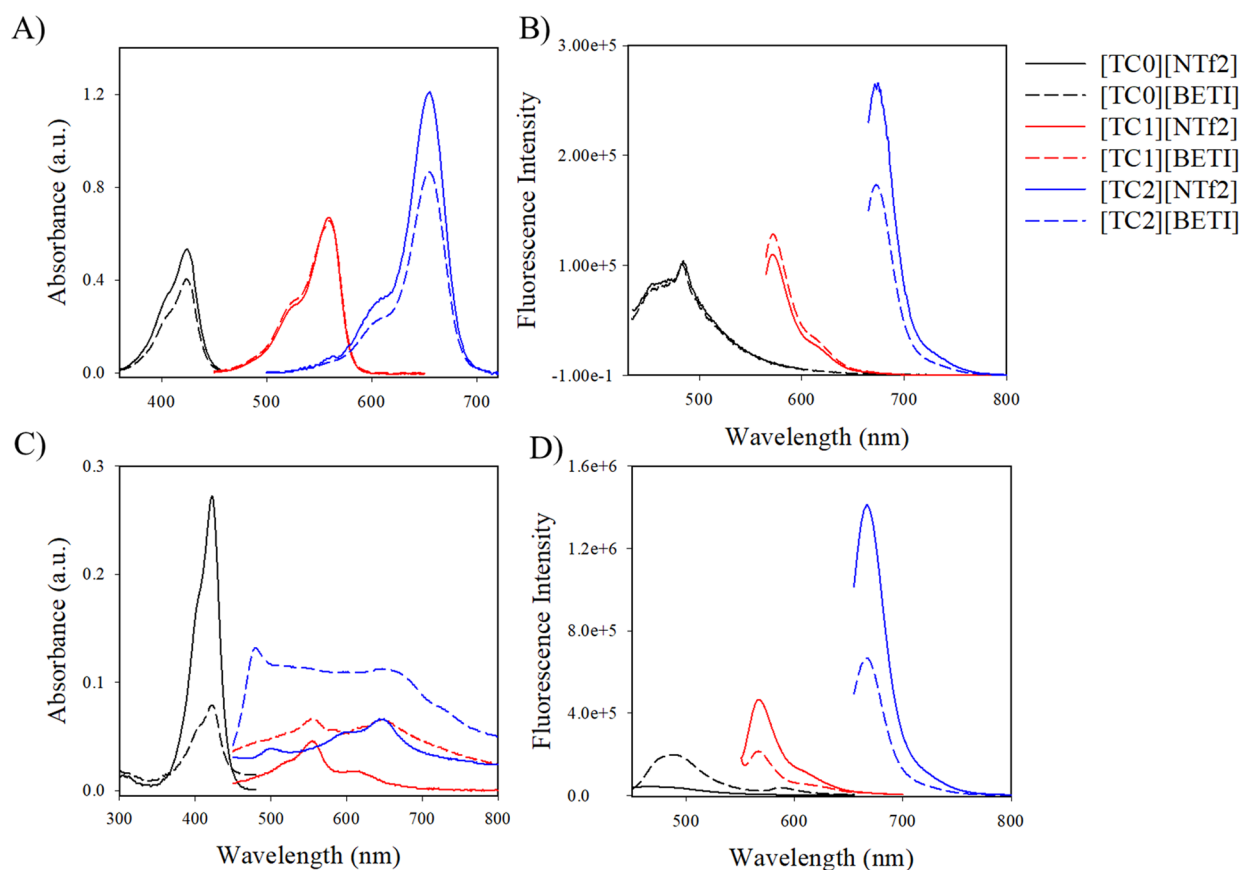 A)
1.2
0.8
0.4
0.0
Absorbance (a.u.)
400 500 600 700
B)
3.00e+5
2.00e+5
1.00e+5
-1.00e-1
Fluorescence Intensity
500 600 700 800
Wavelength (nm)
[TC0][NTf2]
[TC0][BETI]
[TC1][NTf2]
[TC1][BETI]
[TC2][NTf2]
[TC2][BETI]
C)
0.3
0.2
0.1
0.0
Absorbance (a.u.)
300 400 500 600 700 800
Wavelength (nm)
D)
1.6e+6
1.2e+6
8.0e+5
4.0e+5
0.0
Fluorescence Intensity
500 600 700 800
Wavelength (nm)